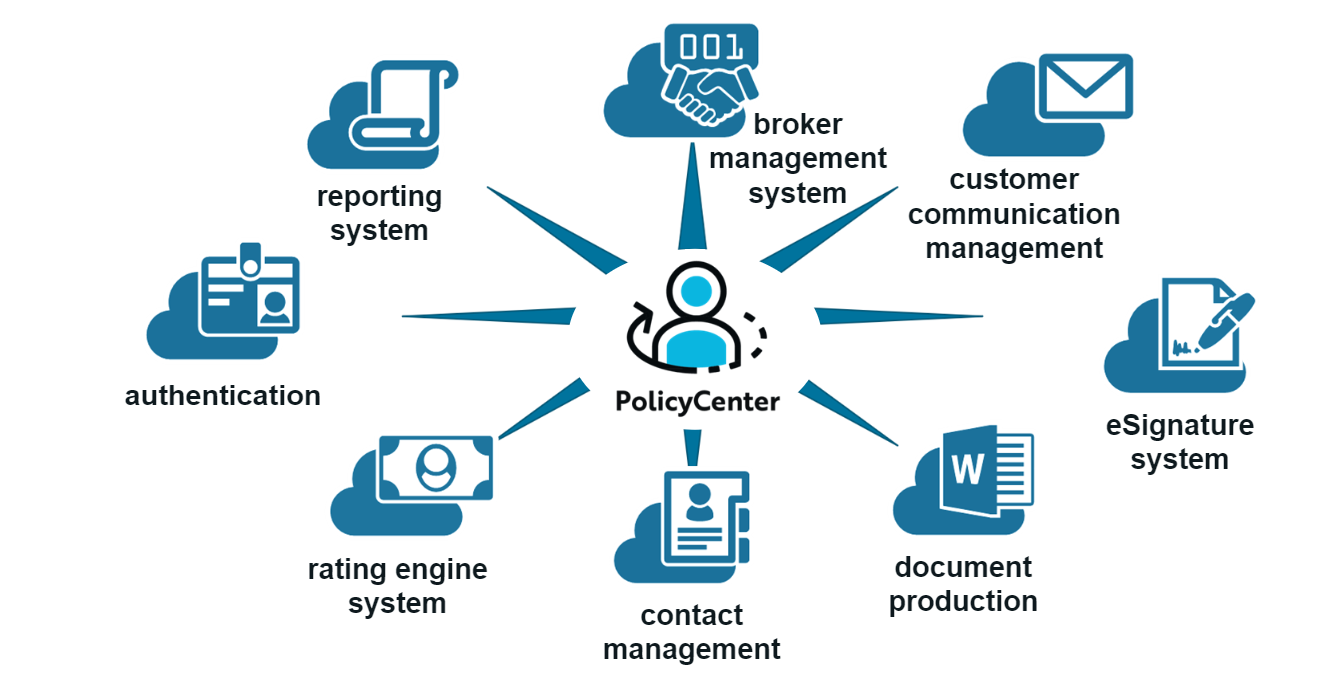 001
broker
management
system
customer
communication
management
reporting
system
authentication
PolicyCenter
eSignature
system
W
rating engine
system
contact
management
document
production